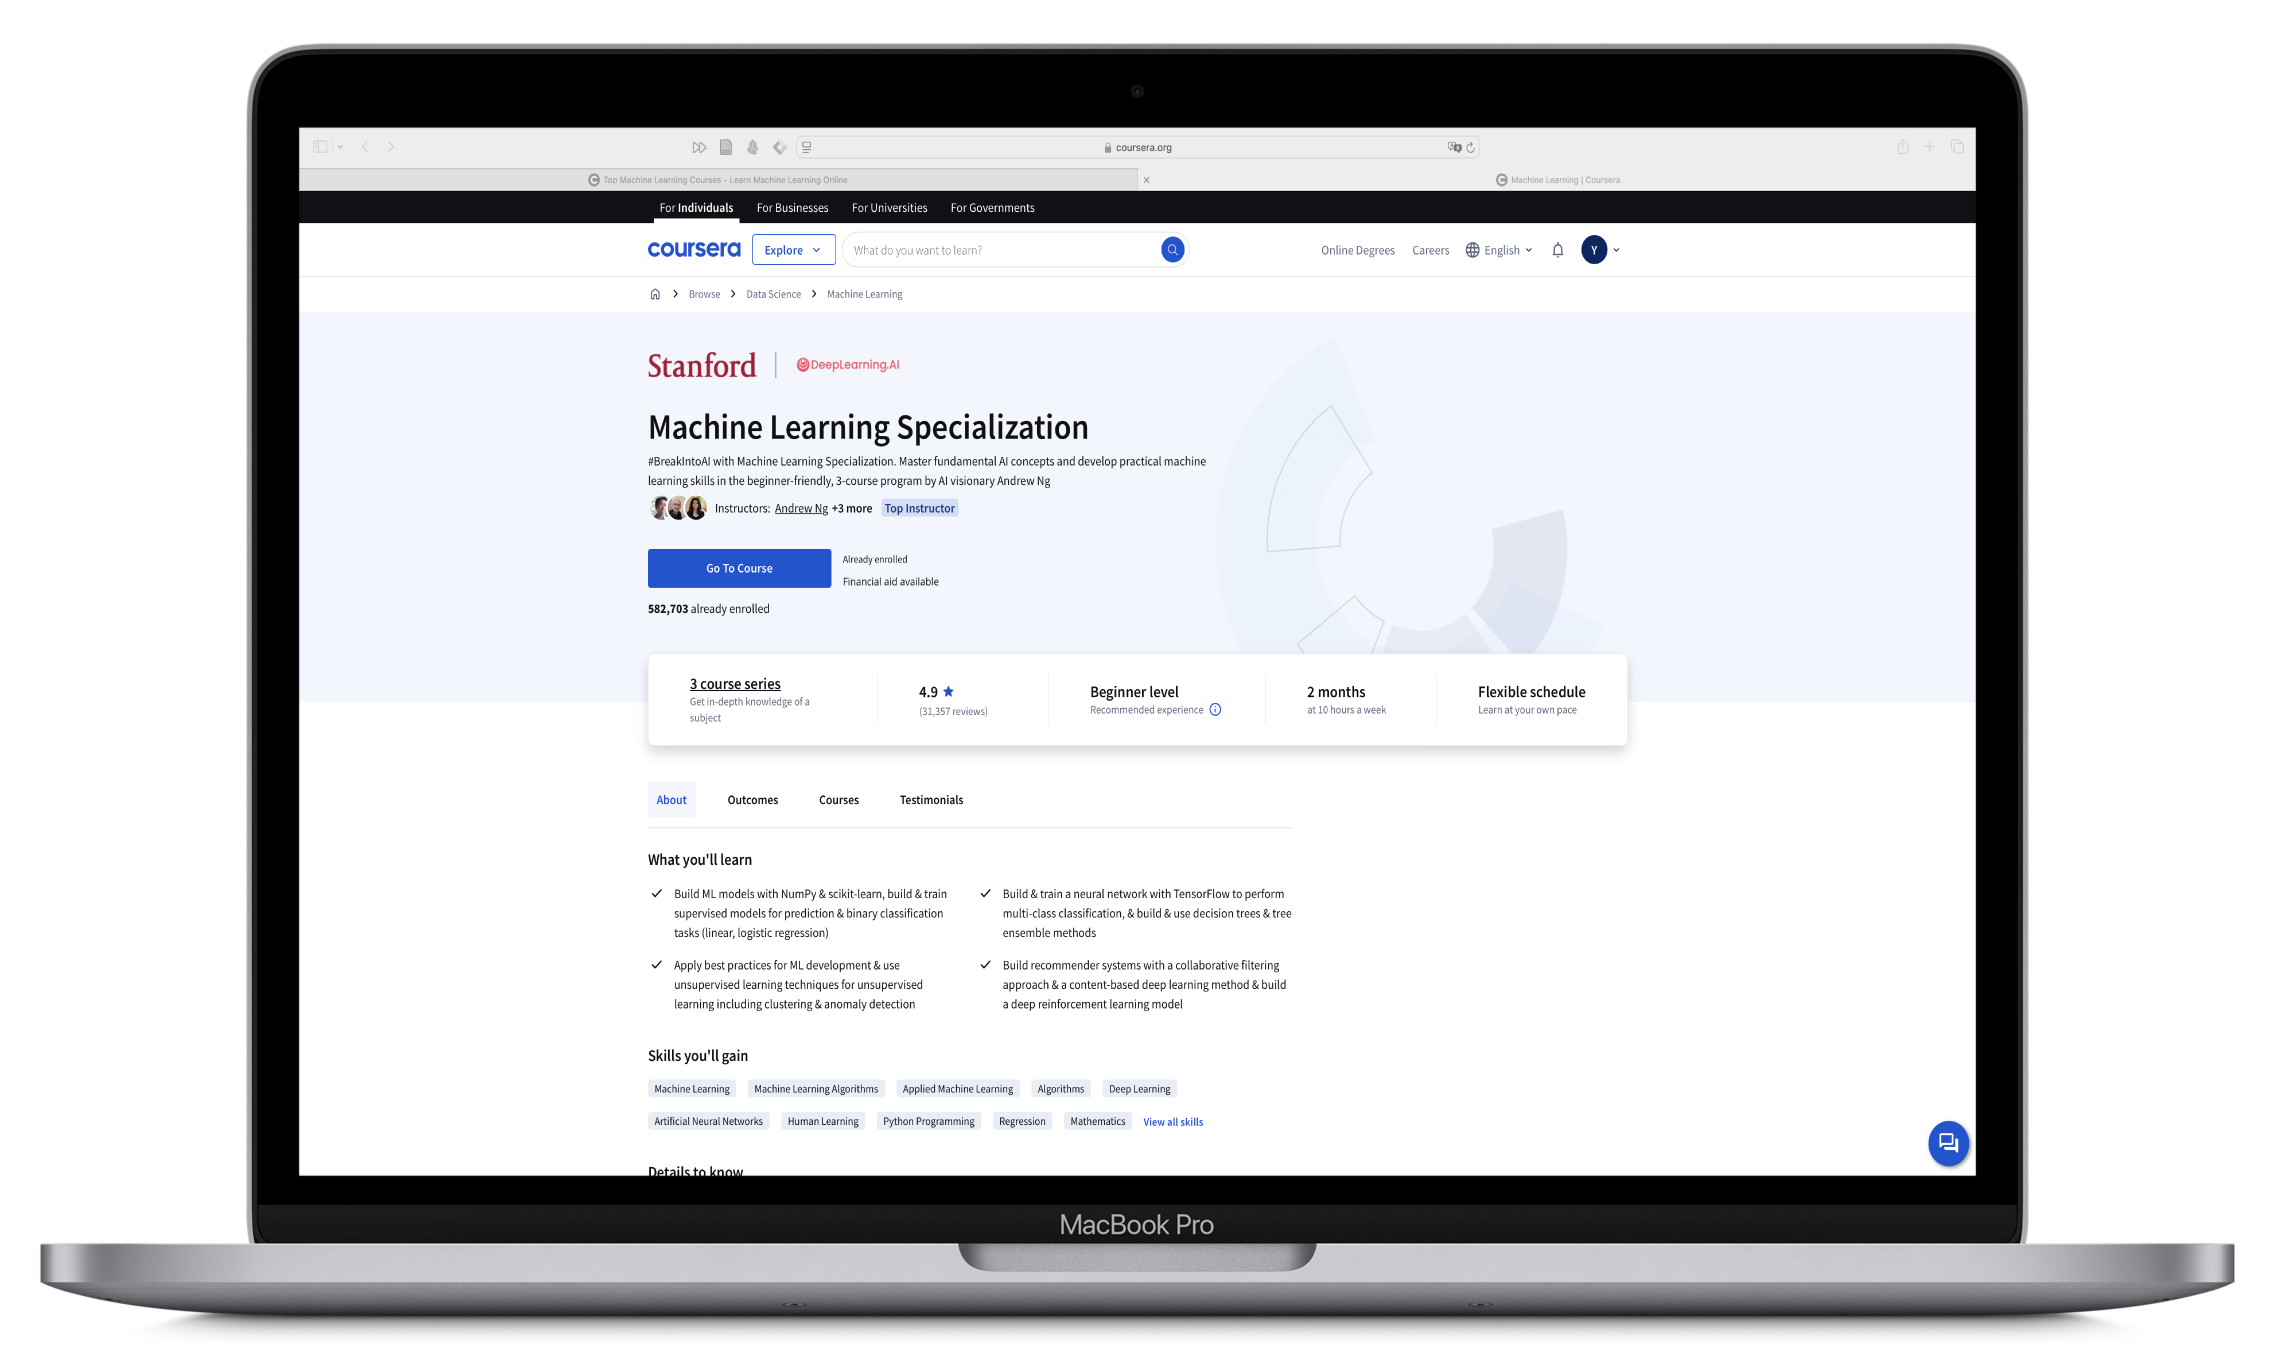 coursera.org
Top Machine Learning Courses - Learn Machine Learning Online
Machine Learning | Coursera
For Individuals For Businesses For Universities For Governments
coursera Explore What do you want to learn? Online Degrees Careers English Y
Browse Data Science Machine Learning
Stanford DeepLearning.AI
Machine Learning Specialization
#BreakIntoAI with Machine Learning Specialization. Master fundamental AI concepts and develop practical machine
learning skills in the beginner-friendly, 3-course program by AI visionary Andrew Ng
Instructors: Andrew Ng +3 more Top Instructor
Go To Course
Already enrolled
Financial aid available
582,703 already enrolled
3 course series
Get in-depth knowledge of a
subject
4.9
(31,357 reviews)
Beginner level
Recommended experience
2 months
at 10 hours a week
Flexible schedule
Learn at your own pace
About Outcomes Courses Testimonials
What you'll learn
Build ML models with NumPy & scikit-learn, build & train
supervised models for prediction & binary classification
tasks (linear, logistic regression)
Build & train a neural network with TensorFlow to perform
multi-class classification, & build & use decision trees & tree
ensemble methods
Apply best practices for ML development & use
unsupervised learning techniques for unsupervised
learning including clustering & anomaly detection
Build recommender systems with a collaborative filtering
approach & a content-based deep learning method & build
a deep reinforcement learning model
Skills you'll gain
Machine Learning Machine Learning Algorithms Applied Machine Learning Algorithms Deep Learning
Artificial Neural Networks Human Learning Python Programming Regression Mathematics View all skills
Details to know
MacBook Pro